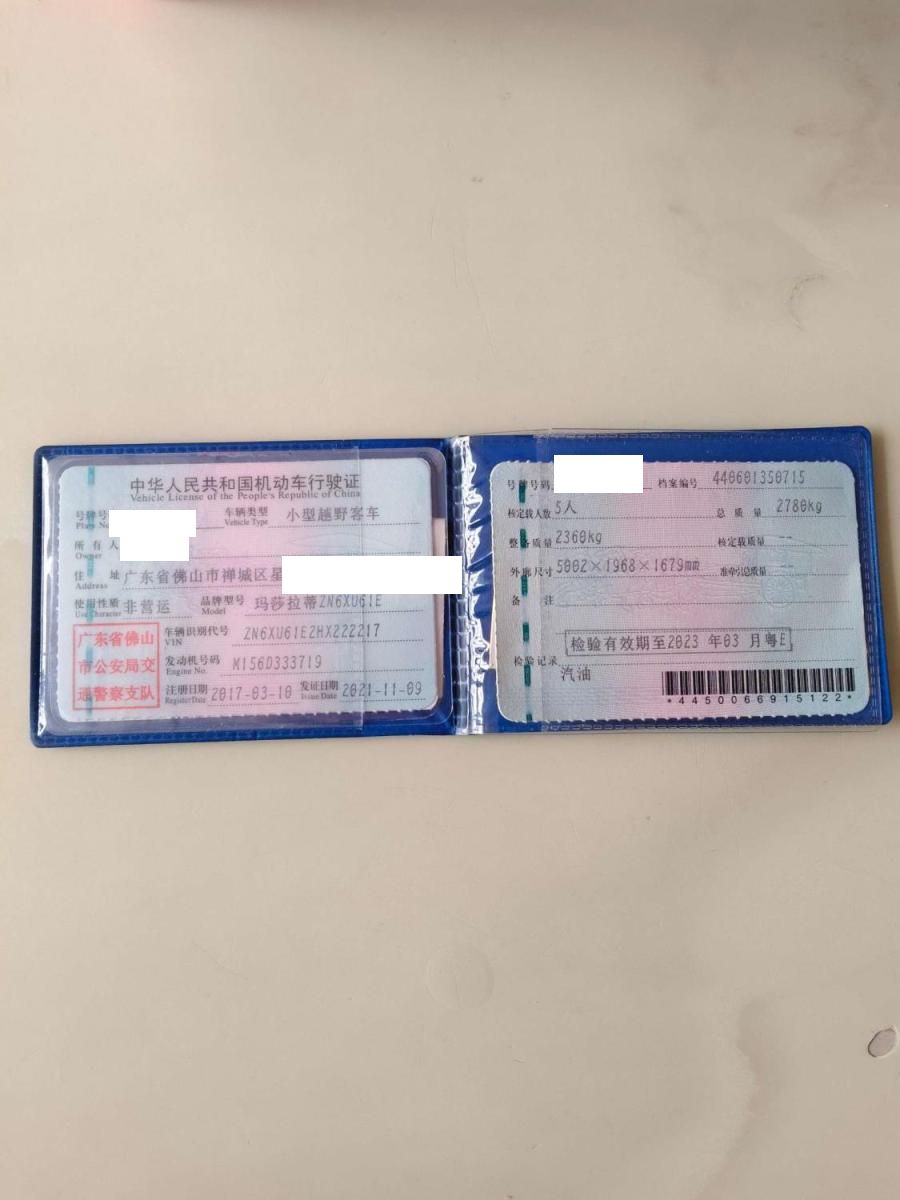 中华人民共和国机动车行驶证
Vehicle License of the People's Republic of China
号牌号 车辆类型 小型越野客车
Plate No Vehicle Type
所有人
Owner
住址 广东省佛山市禅城区星
Address
使用性质 非营运 品牌型号 玛莎拉蒂ZN6XU61E
Use Character Model
广东省佛山
市公安局交
通警察支队
车辆识别代号 ZN6XU61E2HX222217
VIN
发动机号码 M156D333719
Engine No.
注册日期 2017-03-10 发证日期 2021-11-09
Register Date Issue Date
号牌号码 档案编号 440601350715
核定载人数 5人 总质量 2780kg
整备质量 2360kg 核定载质量 --
外廓尺寸 5002×1968×1679mm 准牵引总质量 --
备注
检验有效期至2023年03月粤E
检验记录
汽油
*4450066915122*